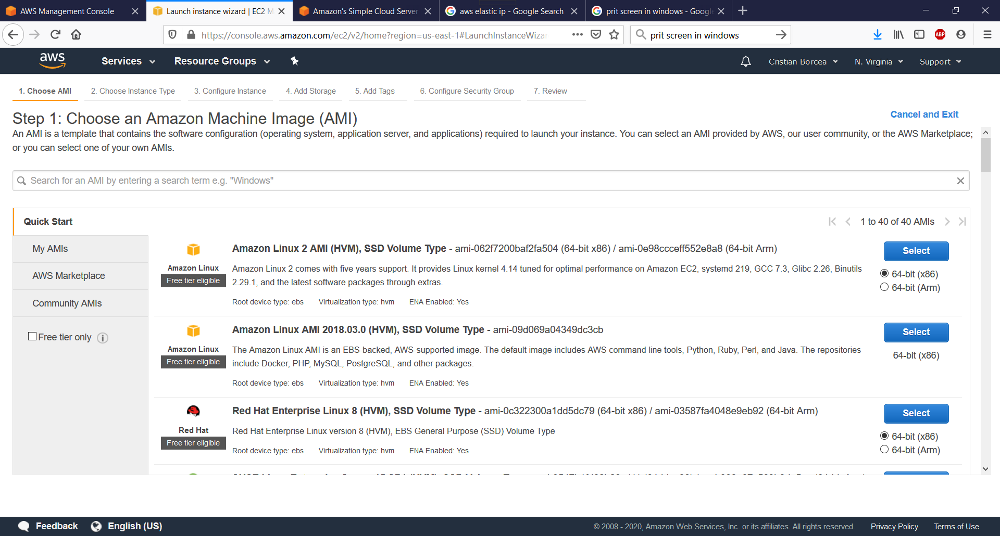 AWS Management Console
Launch instance wizard | EC2 M
Amazon's Simple Cloud Server
aws elastic ip - Google Search
prit screen in windows - Google
https://console.aws.amazon.com/ec2/v2/home?region=us-east-1#LaunchInstanceWizar
prit screen in windows
ABP
aws
Services
Resource Groups
Cristian Borcea
N. Virginia
Support
1. Choose AMI
2. Choose Instance Type
3. Configure Instance
4. Add Storage
5. Add Tags
6. Configure Security Group
7. Review
Step 1: Choose an Amazon Machine Image (AMI)
Cancel and Exit
An AMI is a template that contains the software configuration (operating system, application server, and applications) required to launch your instance. You can select an AMI provided by AWS, our user community, or the AWS Marketplace;
or you can select one of your own AMIs.
Search for an AMI by entering a search term e.g. "Windows"
Quick Start
1 to 40 of 40 AMIs
My AMIs
AWS Marketplace
Community AMIs
Free tier only
Amazon Linux
Free tier eligible
Amazon Linux 2 AMI (HVM), SSD Volume Type - ami-062f7200baf2fa504 (64-bit x86) / ami-0e98ccceff552e8a8 (64-bit Arm)
Amazon Linux 2 comes with five years support. It provides Linux kernel 4.14 tuned for optimal performance on Amazon EC2, systemd 219, GCC 7.3, Glibc 2.26, Binutils
2.29.1, and the latest software packages through extras.
Root device type: ebs Virtualization type: hvm ENA Enabled: Yes
Select
64-bit (x86)
64-bit (Arm)
Amazon Linux
Free tier eligible
Amazon Linux AMI 2018.03.0 (HVM), SSD Volume Type - ami-09d069a04349dc3cb
The Amazon Linux AMI is an EBS-backed, AWS-supported image. The default image includes AWS command line tools, Python, Ruby, Perl, and Java. The repositories
include Docker, PHP, MySQL, PostgreSQL, and other packages.
Root device type: ebs Virtualization type: hvm ENA Enabled: Yes
Select
64-bit (x86)
Red Hat
Free tier eligible
Red Hat Enterprise Linux 8 (HVM), SSD Volume Type - ami-0c322300a1dd5dc79 (64-bit x86) / ami-03587fa4048e9eb92 (64-bit Arm)
Red Hat Enterprise Linux version 8 (HVM), EBS General Purpose (SSD) Volume Type
Root device type: ebs Virtualization type: hvm ENA Enabled: Yes
Select
64-bit (x86)
64-bit (Arm)
Feedback
English (US)
© 2008 - 2020, Amazon Web Services, Inc. or its affiliates. All rights reserved.
Privacy Policy
Terms of Use